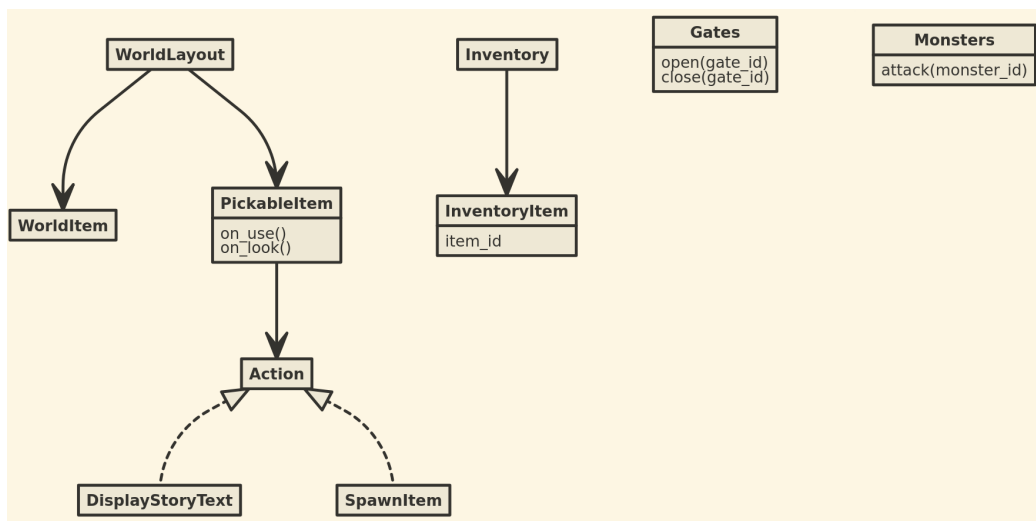 WorldLayout
Inventory
Gates
open(gate_id)
close(gate_id)
Monsters
attack(monster_id)
WorldItem
PickableItem
on_use()
on_look()
InventoryItem
item_id
Action
DisplayStoryText
SpawnItem